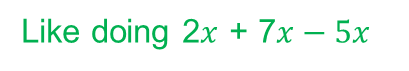 Like doing 2x + 7x − 5x